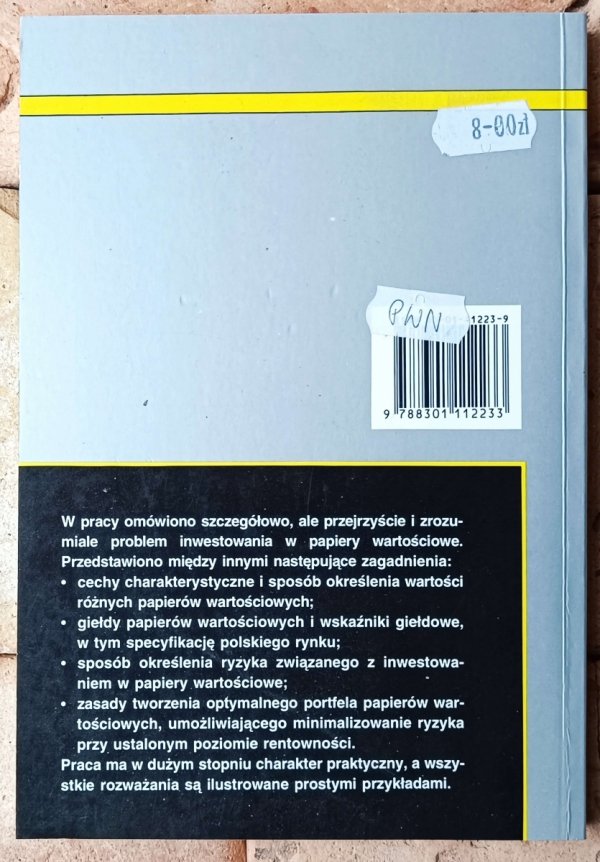 8-00zł
PWN
1223-9
9 788301 112233
W pracy omówiono szczegółowo, ale przejrzyście i zrozu-
miale problem inwestowania w papiery wartościowe.
Przedstawiono między innymi następujące zagadnienia:
• cechy charakterystyczne i sposób określenia wartości
różnych papierów wartościowych;
• giełdy papierów wartościowych i wskaźniki giełdowe,
w tym specyfikację polskiego rynku;
• sposób określenia ryzyka związanego z inwestowa-
niem w papiery wartościowe;
• zasady tworzenia optymalnego portfela papierów war-
tościowych, umożliwiającego minimalizowanie ryzyka
przy ustalonym poziomie rentowności.
Praca ma w dużym stopniu charakter praktyczny, a wszy-
stkie rozważania są ilustrowane prostymi przykładami.